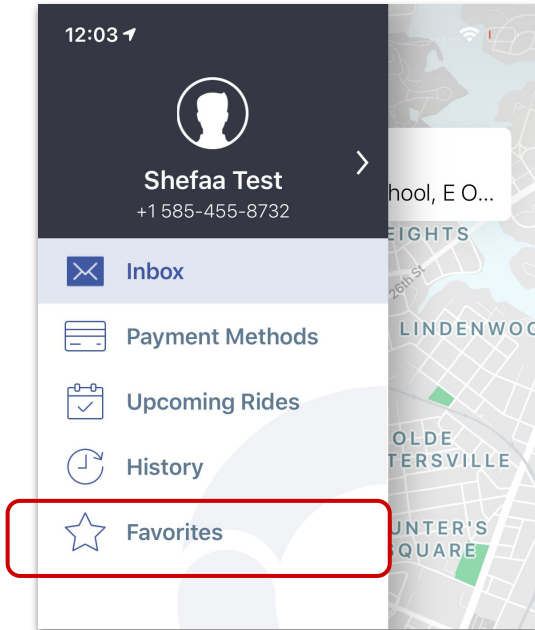 12:03
Shefaa Test
+1 585-455-8732
hool, E O...
EIGHTS
Inbox
26th St
LINDENWOO
Payment Methods
Upcoming Rides
OLDE
TERSVILLE
History
Favorites
UNTER'S
QUARE